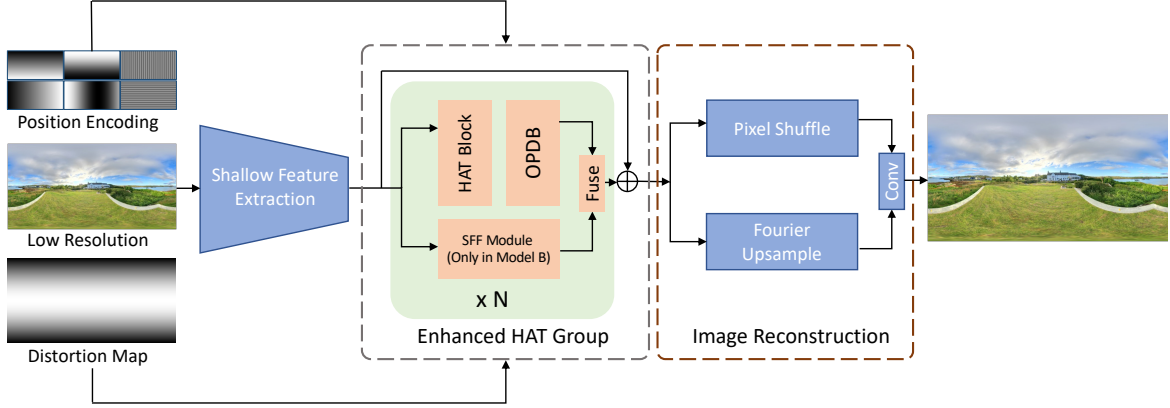 Position Encoding
Low Resolution
Distortion Map
Shallow Feature
Extraction
HAT Block
OPDB
Fuse
SFF Module
(Only in Model B)
x N
Enhanced HAT Group
Pixel Shuffle
Fourier
Upsample
Conv
Image Reconstruction